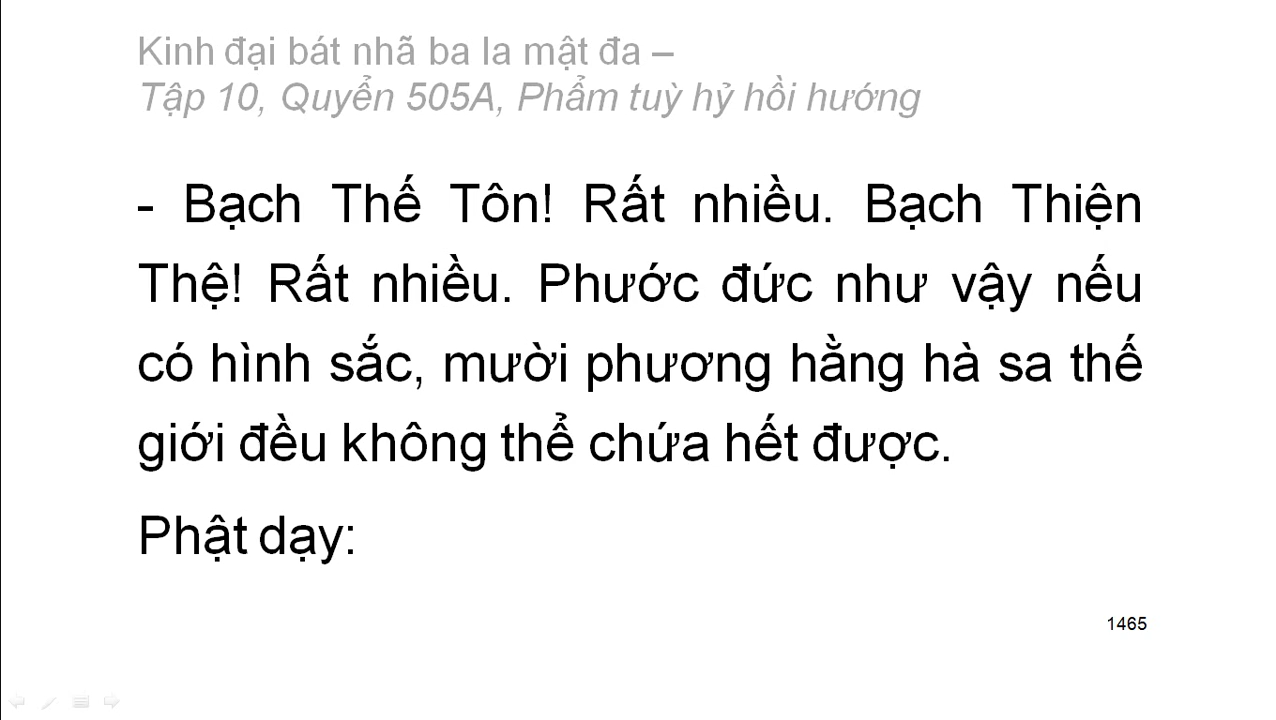 Kinh đại bát nhã ba la mật đa –
Tập 10, Quyển 505A, Phẩm tuỳ hỷ hồi hướng
- Bạch Thế Tôn! Rất nhiều. Bạch Thiện
Thệ! Rất nhiều. Phước đức như vậy nếu
có hình sắc, mười phương hằng hà sa thế
giới đều không thể chứa hết được.
Phật dạy:
1465